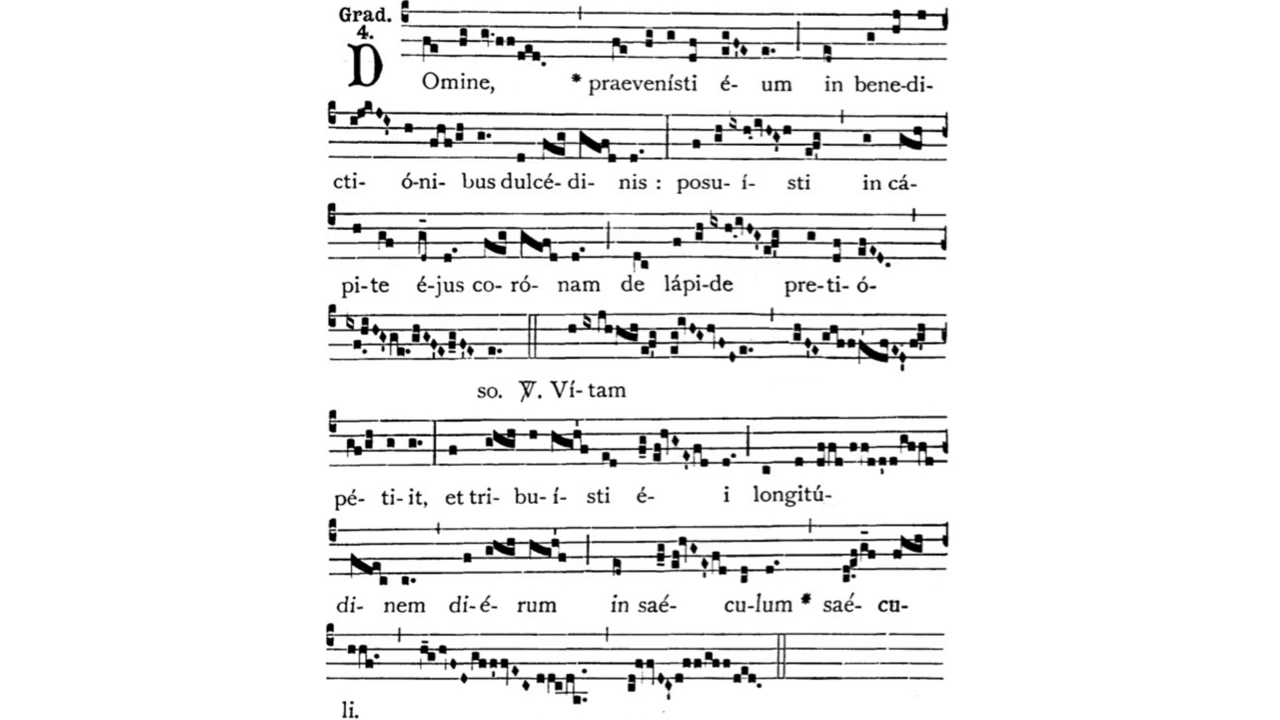 Grad.
4.
DOmine, * praevenísti é- um in bene-di-
cti- ó-ni- bus dulcé- di- nis : posu- í- sti in cá-
pi-te é-jus co- ró- nam de lápi-de pre-ti- ó-
so. ℣. Ví- tam
pé- ti- it, et tri- bu- í- sti é- i longitú-
di- nem di- é- rum in saé- cu-lum * saé- cu-
li.